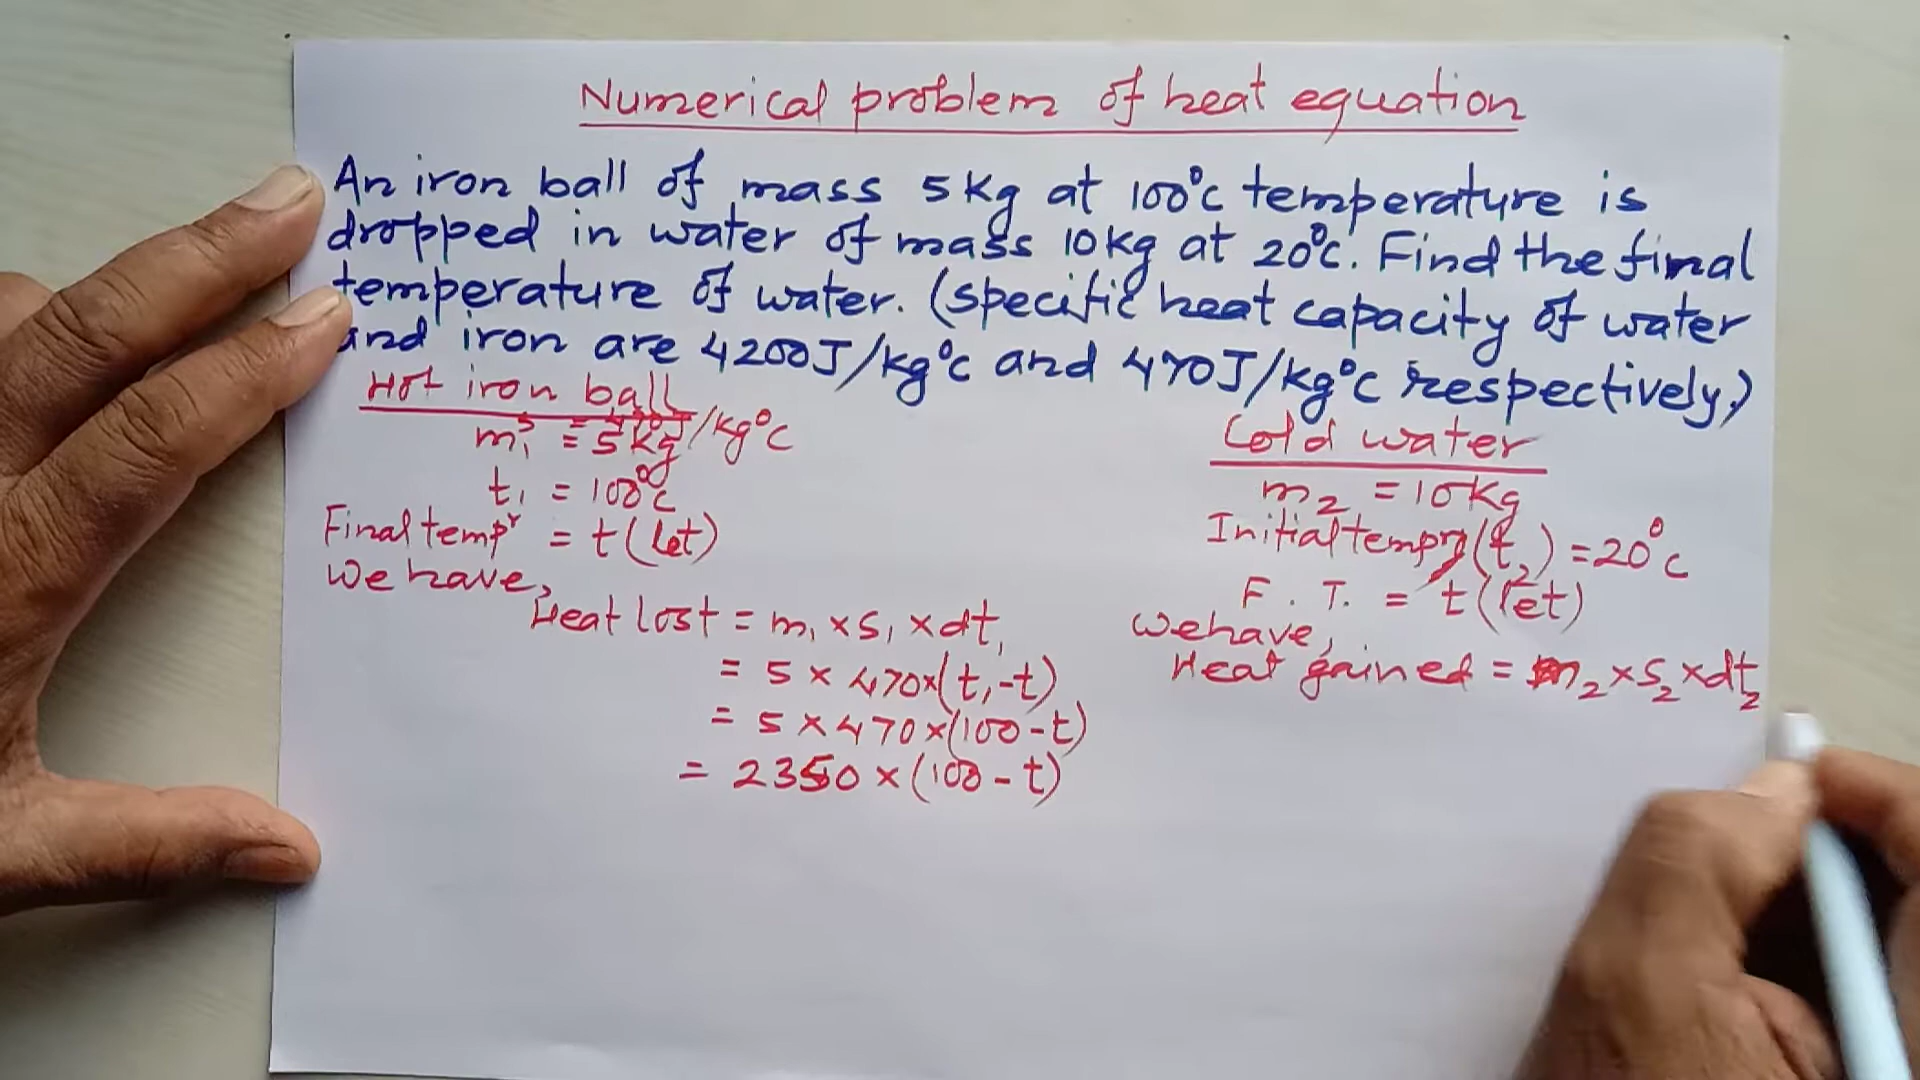 Numerical problem of heat equation
An iron ball of mass 5kg at 100°c temperature is
dropped in water of mass 10kg at 20°c. Find the final
temperature of water. (specific heat capacity of water
and iron are 4200J/kg°c and 470J/kg°c respectively.)
Hot iron ball
m₁ = 5kg /kg°c
t₁ = 100°c
Final tempʳ = t (let)
We have,
Heat lost = m₁ × s₁ × dt₁
= 5 × 470 × (t₁ - t)
= 5 × 470 × (100 - t)
= 2350 × (100 - t)
Cold water
m₂ = 10kg
Initial tempr (t₂) = 20°c
F. T. = t (let)
We have,
Heat gained = m₂ × s₂ × dt₂